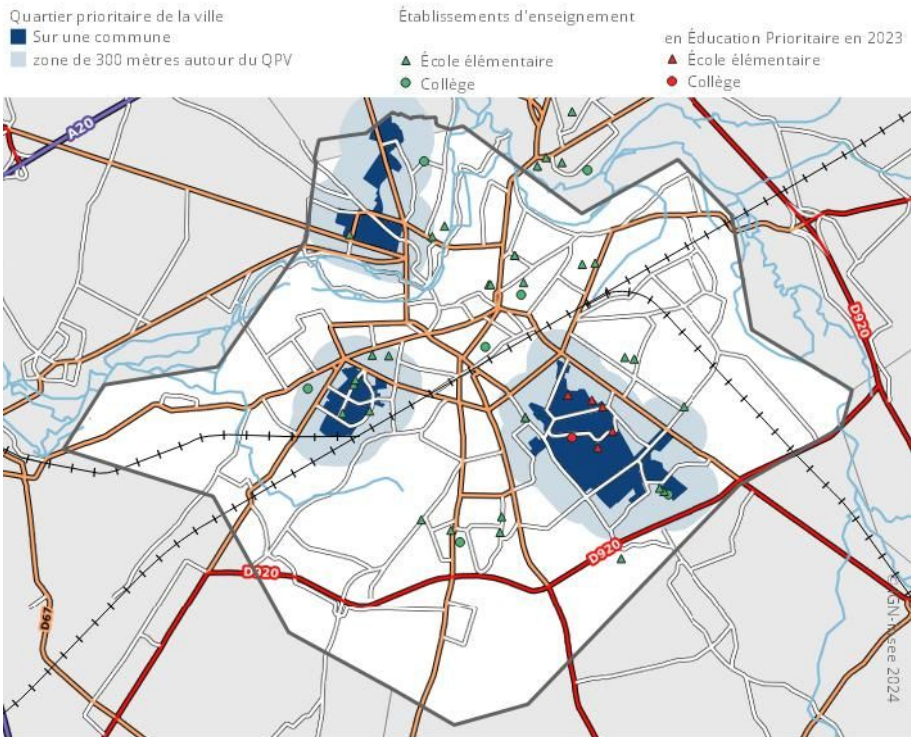 Quartier prioritaire de la ville
Sur une commune
zone de 300 mètres autour du QPV
Établissements d'enseignement
École élémentaire
Collège
en Éducation Prioritaire en 2023
École élémentaire
Collège
A20
D920
D920
D920
D67
©IGN-Insee 2024